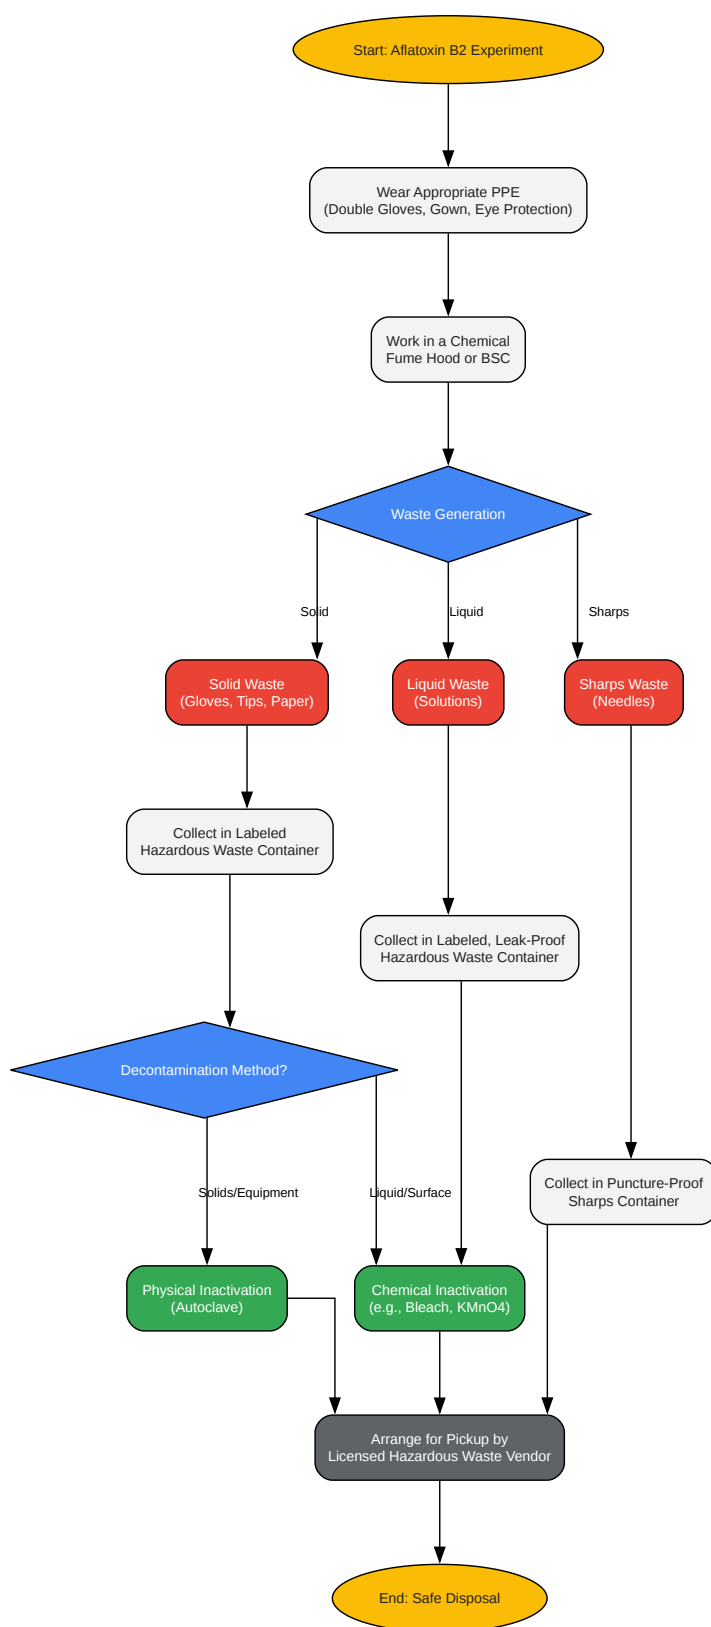 Start: Aflatoxin B2 Experiment
Wear Appropriate PPE
(Double Gloves, Gown, Eye Protection)
Work in a Chemical
Fume Hood or BSC
Waste Generation
Solid
Liquid
Sharps
Solid Waste
(Gloves, Tips, Paper)
Liquid Waste
(Solutions)
Sharps Waste
(Needles)
Collect in Labeled
Hazardous Waste Container
Collect in Labeled, Leak-Proof
Hazardous Waste Container
Decontamination Method?
Solids/Equipment
Liquid/Surface
Collect in Puncture-Proof
Sharps Container
Physical Inactivation
(Autoclave)
Chemical Inactivation
(e.g., Bleach, KMnO4)
Arrange for Pickup by
Licensed Hazardous Waste Vendor
End: Safe Disposal